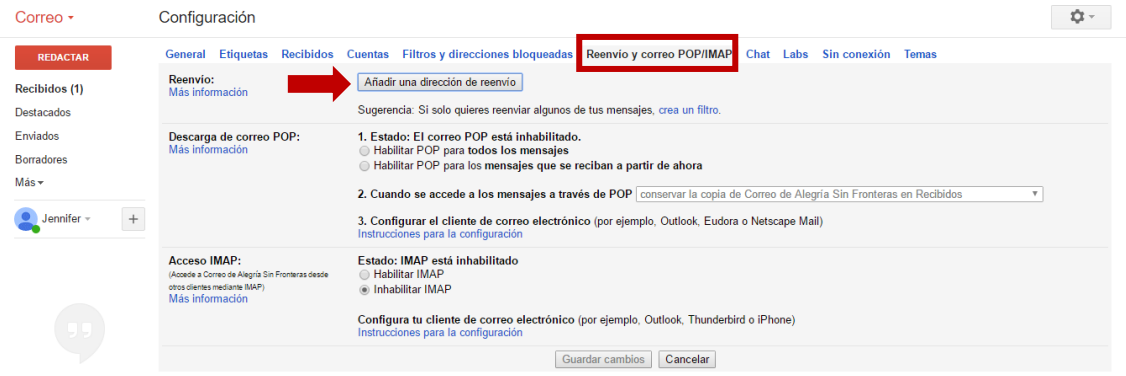 Correo
Configuración
REDACTAR
General Etiquetas Recibidos Cuentas Filtros y direcciones bloqueadas Reenvío y correo POP/IMAP Chat Labs Sin conexión Temas
Recibidos (1)
Destacados
Enviados
Borradores
Más
Jennifer
+
Reenvío:
Más información
Añadir una dirección de reenvío
Sugerencia: Si solo quieres reenviar algunos de tus mensajes, crea un filtro.
Descarga de correo POP:
Más información
1. Estado: El correo POP está inhabilitado.
Habilitar POP para todos los mensajes
Habilitar POP para los mensajes que se reciban a partir de ahora
2. Cuando se accede a los mensajes a través de POP conservar la copia de Correo de Alegría Sin Fronteras en Recibidos
3. Configurar el cliente de correo electrónico (por ejemplo, Outlook, Eudora o Netscape Mail)
Instrucciones para la configuración
Acceso IMAP:
(Accede a Correo de Alegría Sin Fronteras desde
otros clientes mediante IMAP)
Más información
Estado: IMAP está inhabilitado
Habilitar IMAP
Inhabilitar IMAP
Configura tu cliente de correo electrónico (por ejemplo, Outlook, Thunderbird o iPhone)
Instrucciones para la configuración
Guardar cambios Cancelar